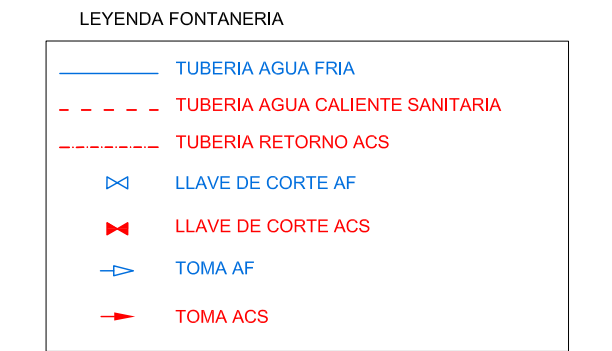 LEYENDA FONTANERIA
TUBERIA AGUA FRIA
TUBERIA AGUA CALIENTE SANITARIA
TUBERIA RETORNO ACS
LLAVE DE CORTE AF
LLAVE DE CORTE ACS
TOMA AF
TOMA ACS